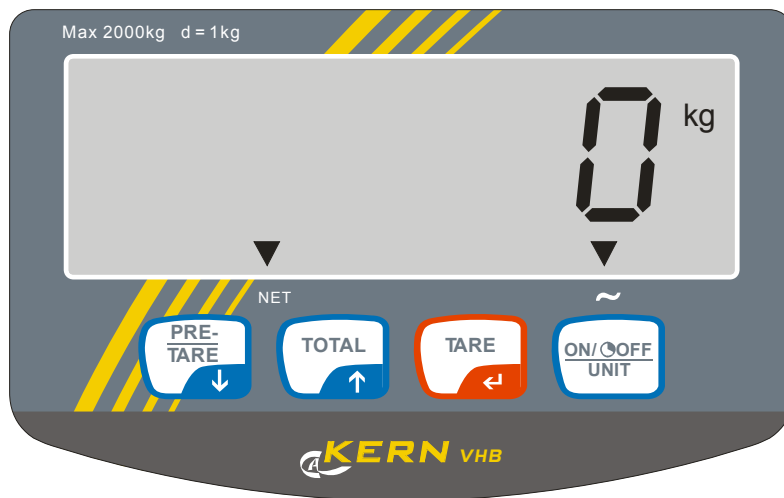 Max 2000kg d = 1kg
0 kg
NET ~
PRE-
TARE
TOTAL
TARE
ON/ OFF
UNIT
KERN VHB